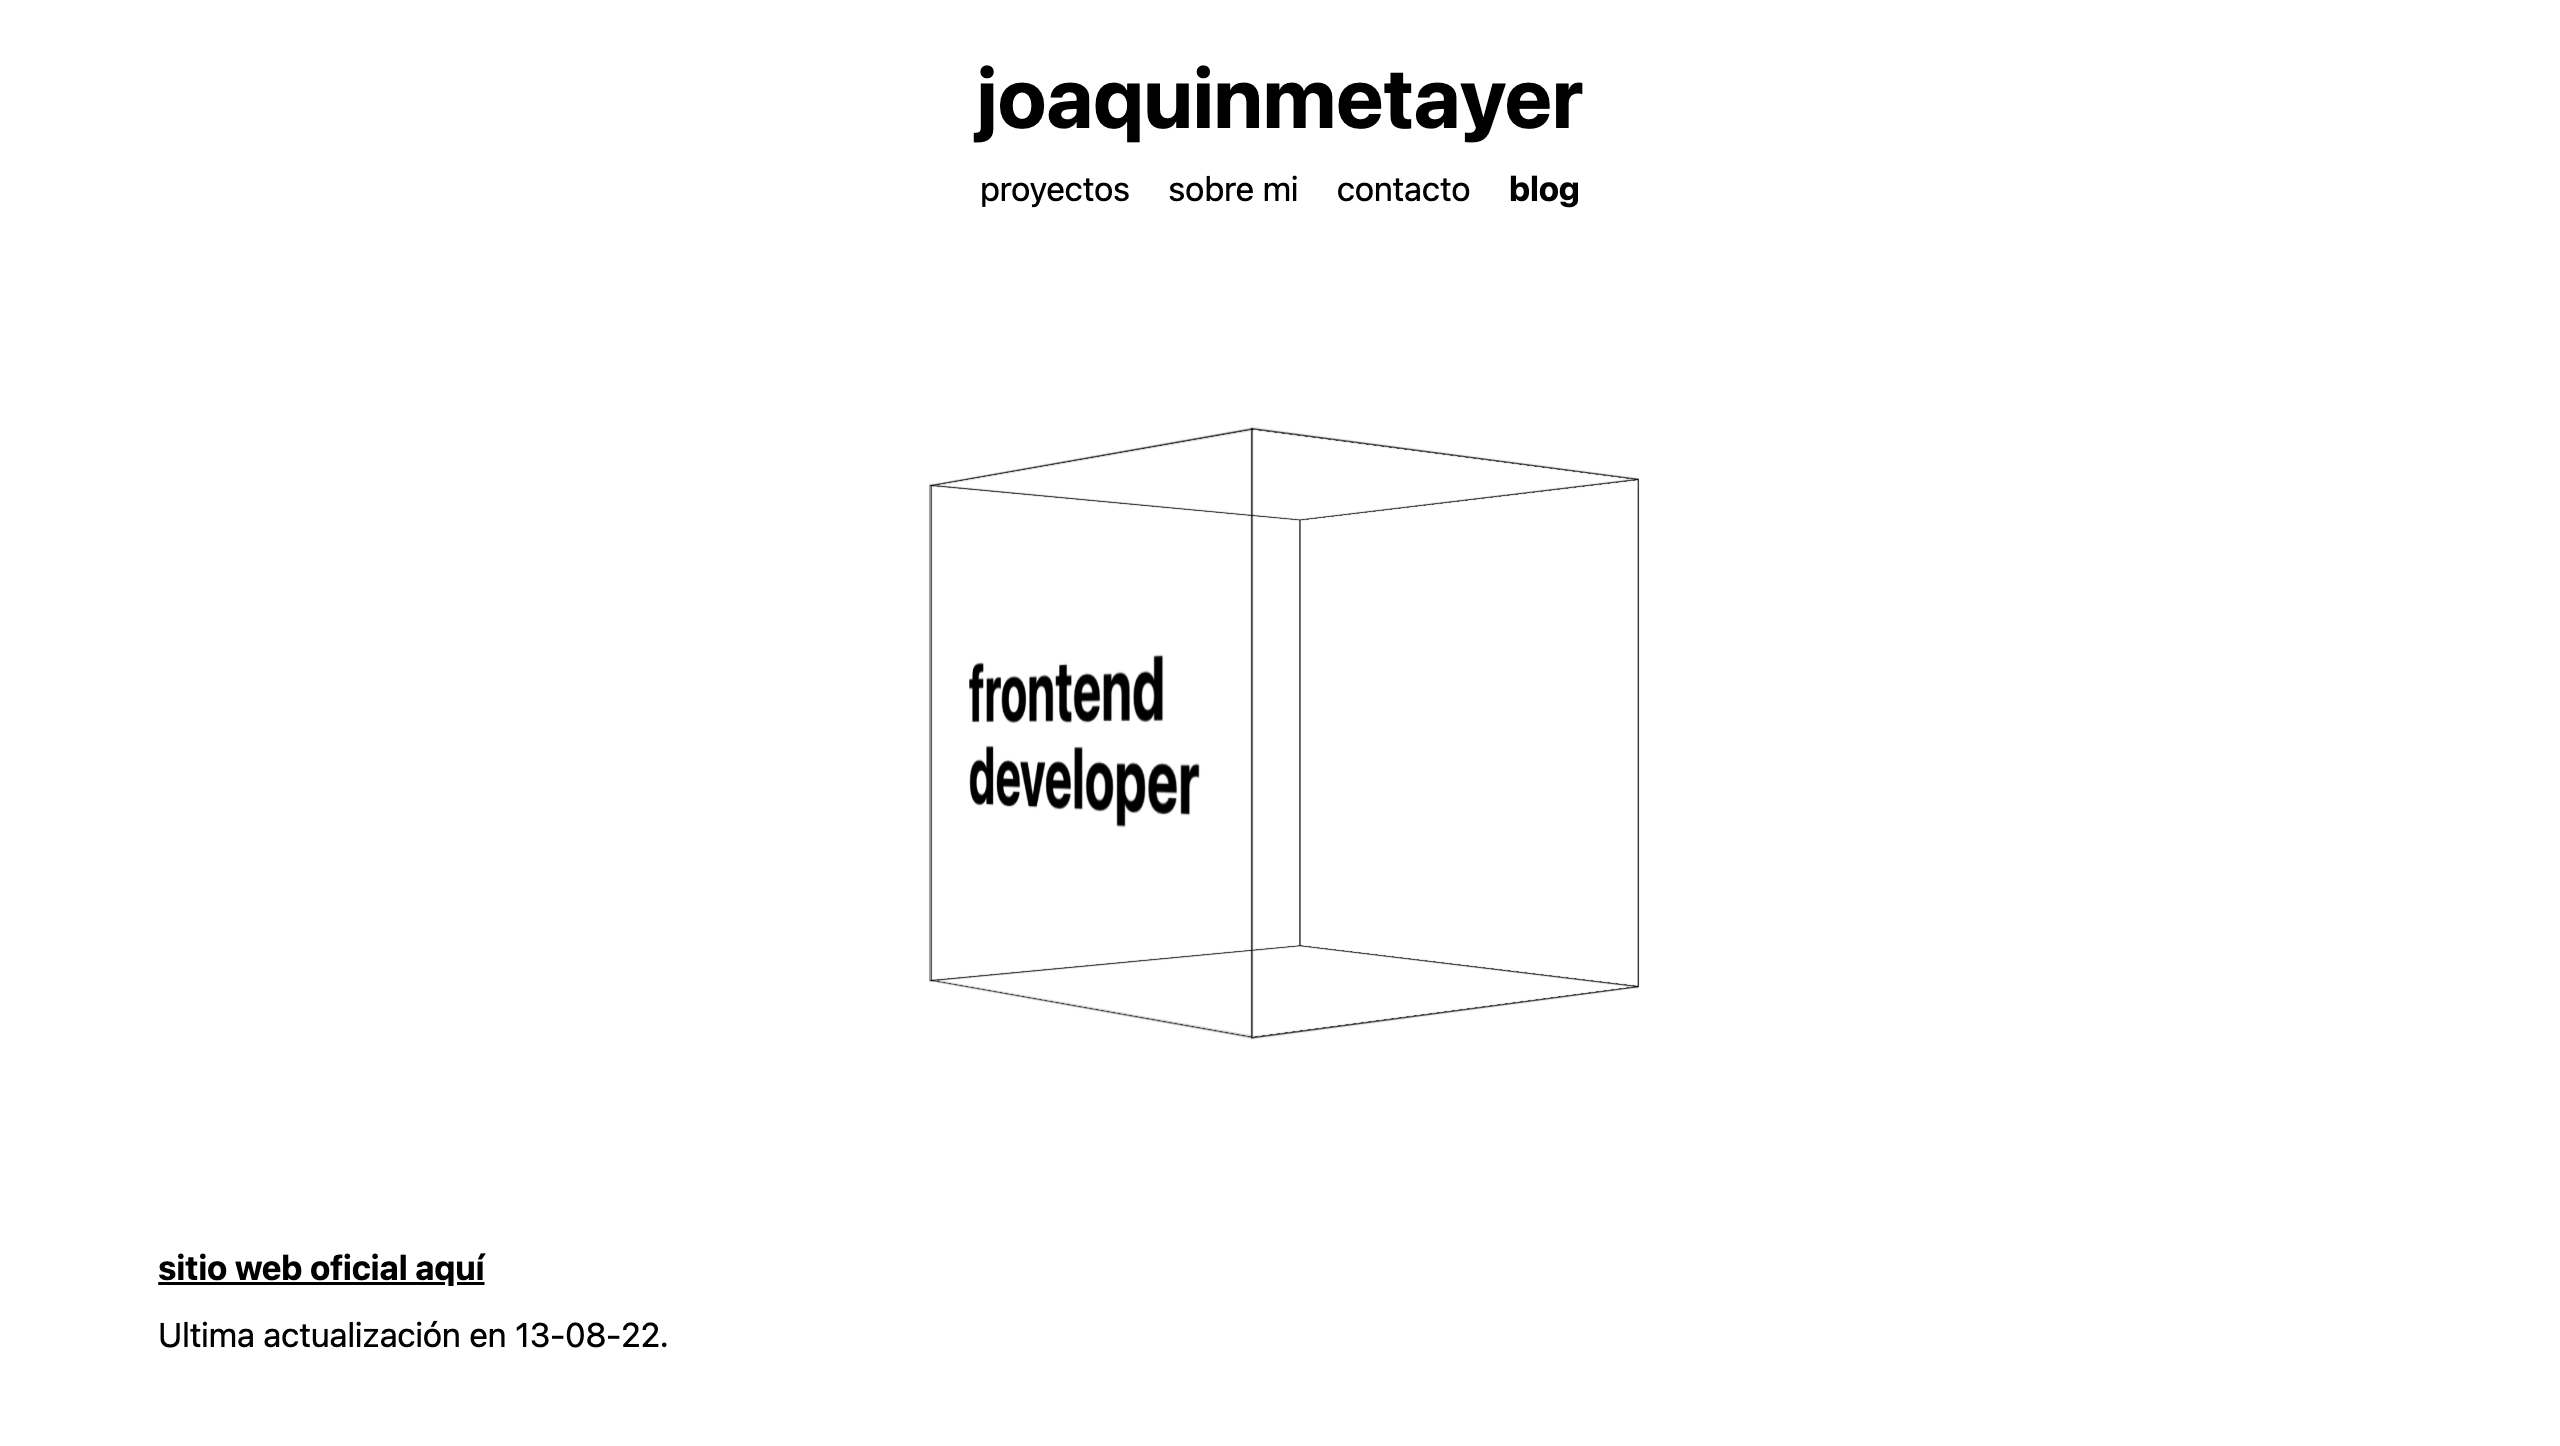 joaquinmetayer
proyectos sobre mi contacto blog
frontend
developer
sitio web oficial aquí
Ultima actualización en 13-08-22.